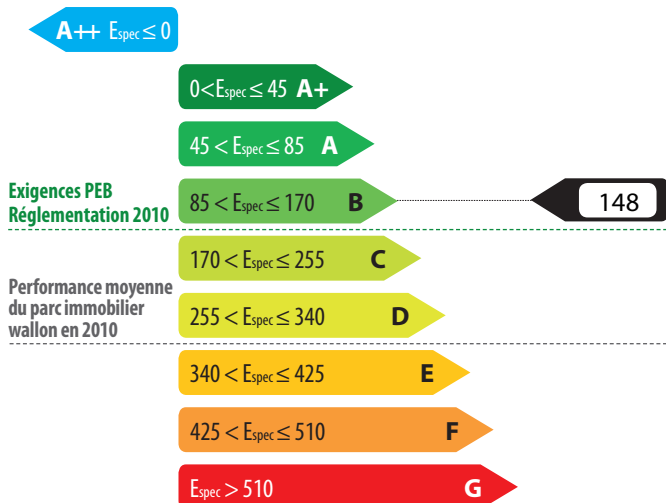 A++ Espec ≤ 0
0 < Espec ≤ 45 A+
45 < Espec ≤ 85 A
Exigences PEB
Réglementation 2010
85 < Espec ≤ 170 B
148
170 < Espec ≤ 255 C
Performance moyenne
du parc immobilier
wallon en 2010
255 < Espec ≤ 340 D
340 < Espec ≤ 425 E
425 < Espec ≤ 510 F
Espec > 510 G